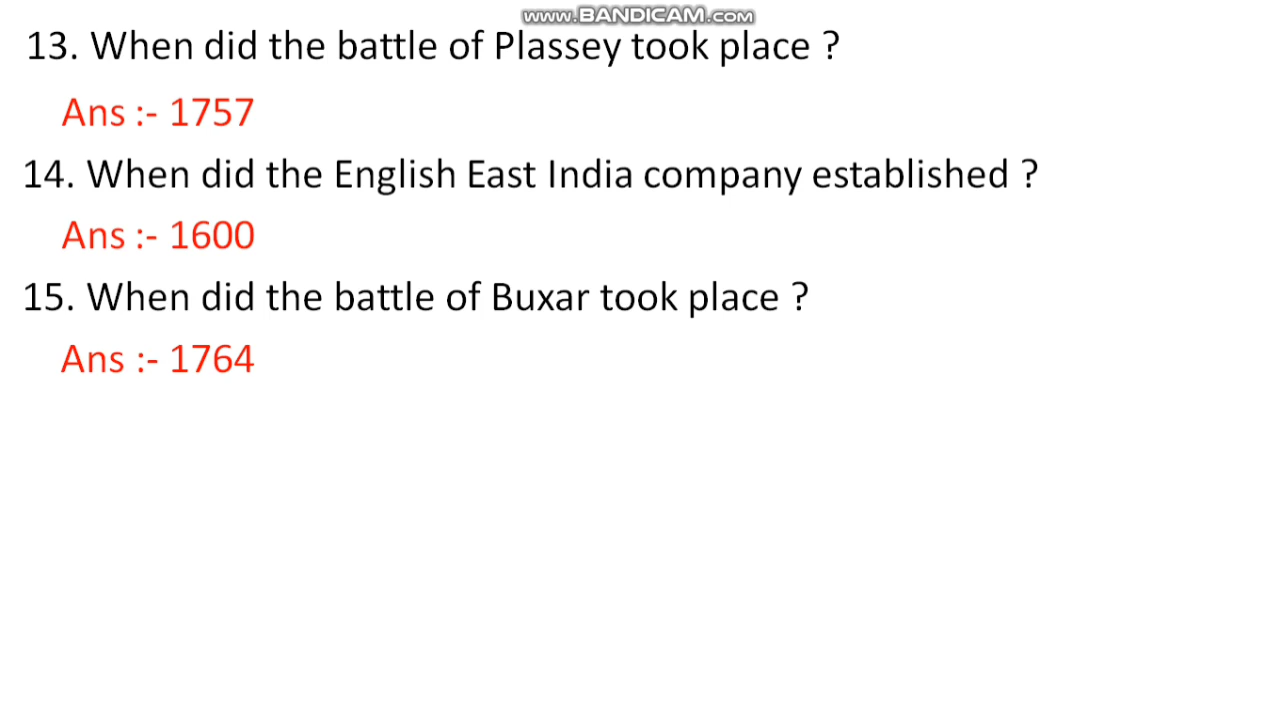 www.BANDICAM.com
13. When did the battle of Plassey took place ?
Ans :- 1757
14. When did the English East India company established ?
Ans :- 1600
15. When did the battle of Buxar took place ?
Ans :- 1764